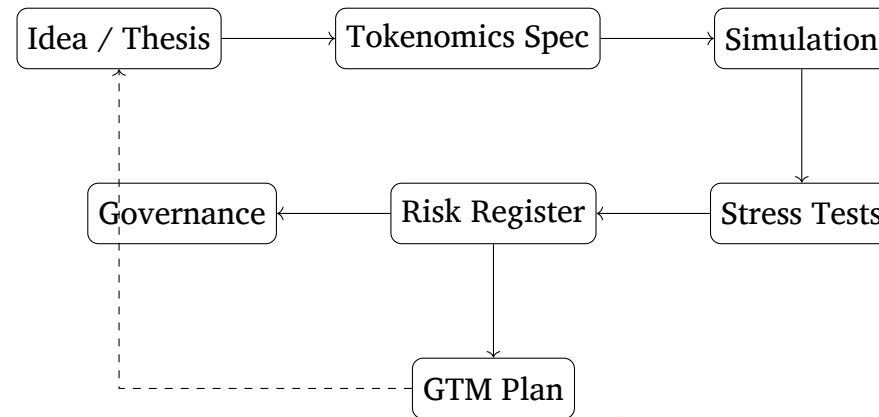 Idea / Thesis
Tokenomics Spec
Simulation
Governance
Risk Register
Stress Tests
GTM Plan